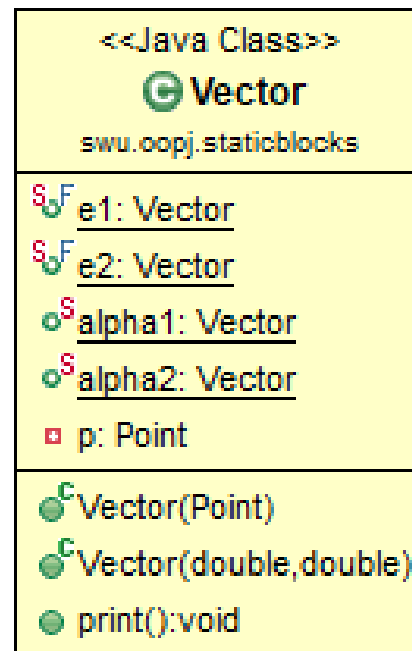 <<Java Class>>
C Vector
swu.oopj.staticblocks
S F e1: Vector
S F e2: Vector
S alpha1: Vector
S alpha2: Vector
p: Point
C Vector(Point)
C Vector(double,double)
print():void